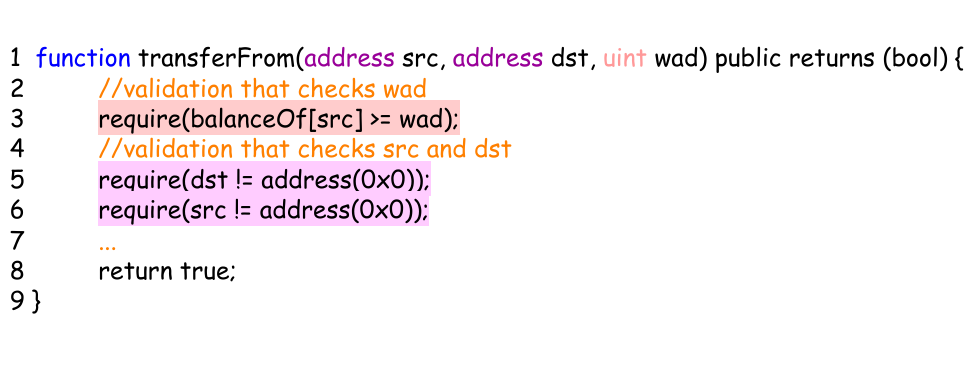 1 function transferFrom(address src, address dst, uint wad) public returns (bool) {
2 //validation that checks wad
3 require(balanceOf[src] >= wad);
4 //validation that checks src and dst
5 require(dst != address(0x0));
6 require(src != address(0x0));
7 ...
8 return true;
9 }